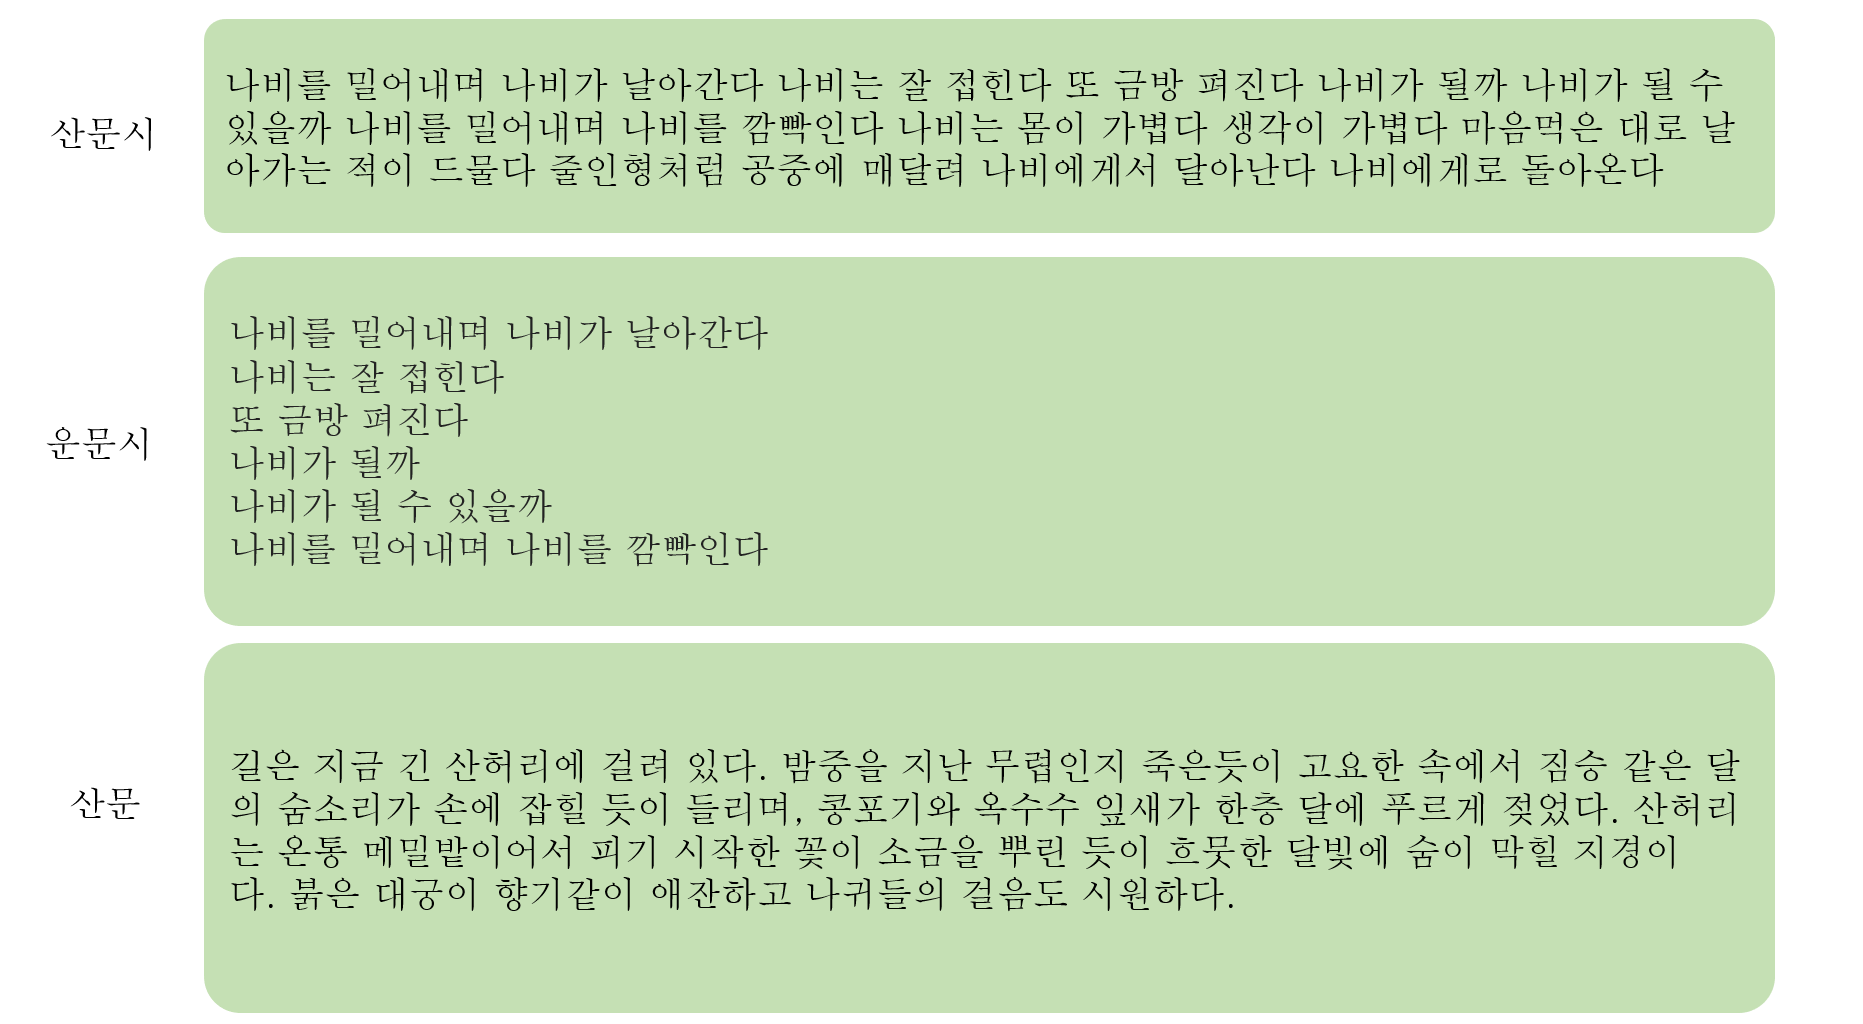 산문시
나비를 밀어내며 나비가 날아간다 나비는 잘 접힌다 또 금방 펴진다 나비가 될까 나비가 될 수
있을까 나비를 밀어내며 나비를 깜빡인다 나비는 몸이 가볍다 생각이 가볍다 마음먹은 대로 날
아가는 적이 드물다 줄인형처럼 공중에 매달려 나비에게서 달아난다 나비에게로 돌아온다
운문시
나비를 밀어내며 나비가 날아간다
나비는 잘 접힌다
또 금방 펴진다
나비가 될까
나비가 될 수 있을까
나비를 밀어내며 나비를 깜빡인다
산문
길은 지금 긴 산허리에 걸려 있다. 밤중을 지난 무렵인지 죽은듯이 고요한 속에서 짐승 같은 달
의 숨소리가 손에 잡힐 듯이 들리며, 콩포기와 옥수수 잎새가 한층 달에 푸르게 젖었다. 산허리
는 온통 메밀밭이어서 피기 시작한 꽃이 소금을 뿌린 듯이 흐뭇한 달빛에 숨이 막힐 지경이
다. 붉은 대궁이 향기같이 애잔하고 나귀들의 걸음도 시원하다.